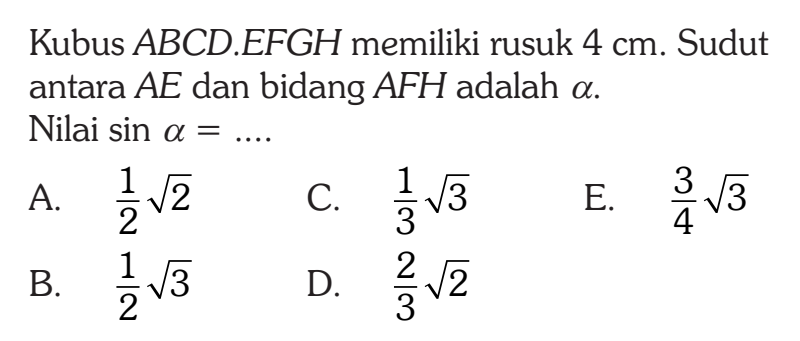 Kubus ABCD.EFGH memiliki rusuk 4 cm. Sudut
antara AE dan bidang AFH adalah α.
Nilai sin α = ....
A. 1/2 √2 C. 1/3 √3 E. 3/4 √3
B. 1/2 √3 D. 2/3 √2